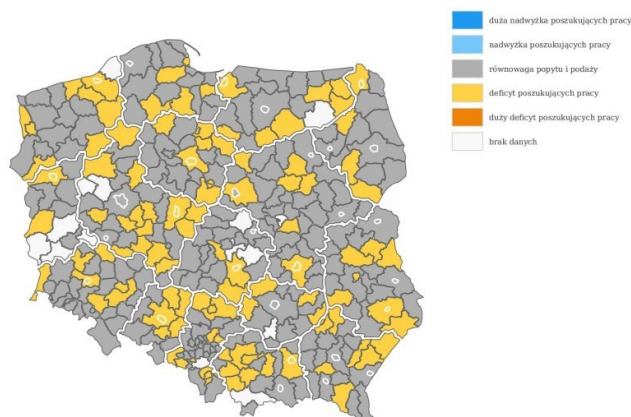 duża nadwyżka poszukujących pracy
nadwyżka poszukujących pracy
równowaga popytu i podaży
deficyt poszukujących pracy
duży deficyt poszukujących pracy
brak danych